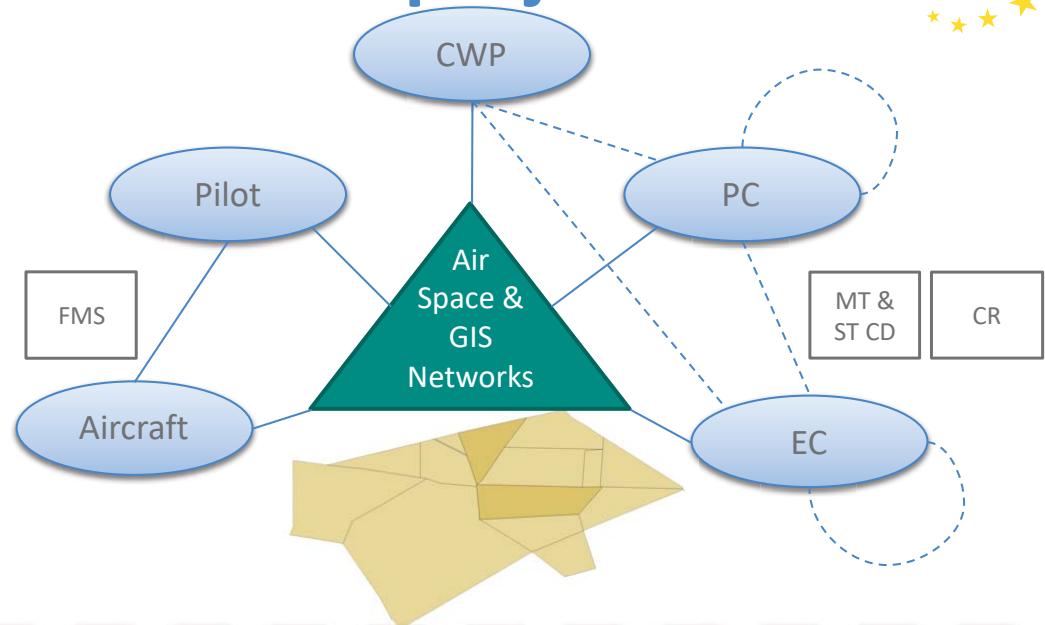 CWP
Pilot
PC
Air
Space &
GIS
Networks
FMS
MT &
ST CD
CR
Aircraft
EC